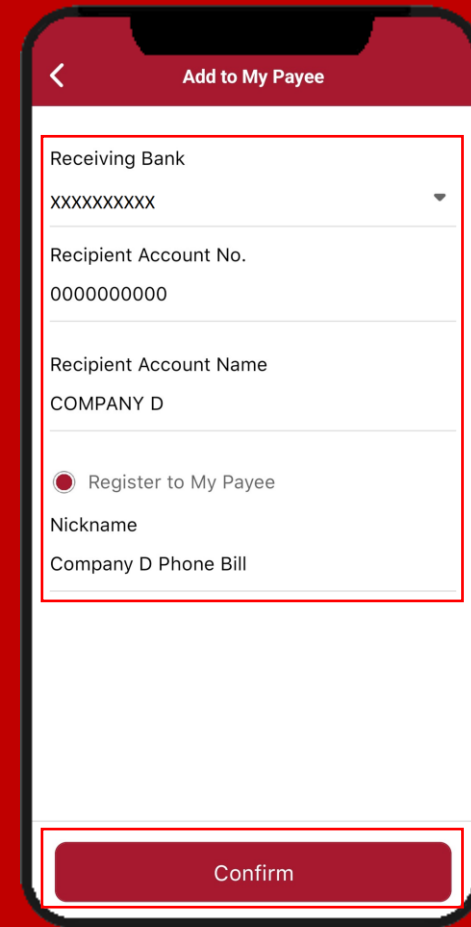 Add to My Payee
Receiving Bank
XXXXXXXXXX
Recipient Account No.
0000000000
Recipient Account Name
COMPANY D
Register to My Payee
Nickname
Company D Phone Bill
Confirm